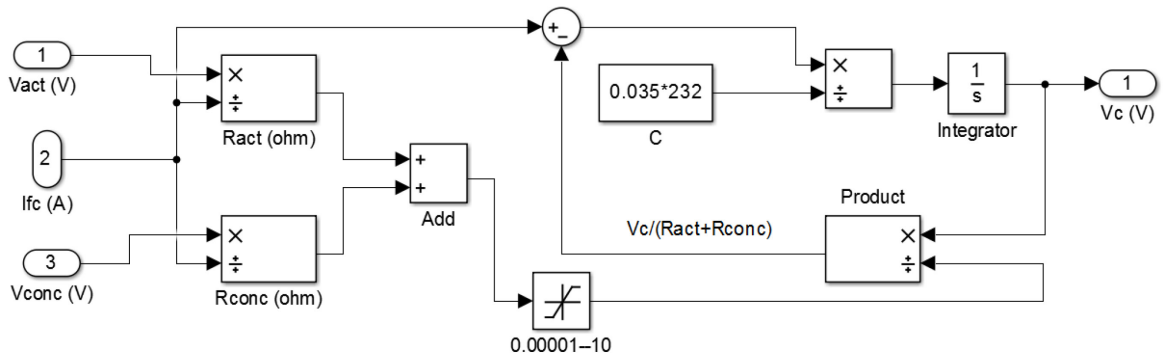 1
Vact (V)
×
÷
Ract (ohm)
2
Ifc (A)
3
Vconc (V)
×
÷
Rconc (ohm)
+
+
Add
0.00001--10
+
−
0.035*232
C
×
÷
1
s
Integrator
1
Vc (V)
Product
×
÷
Vc/(Ract+Rconc)